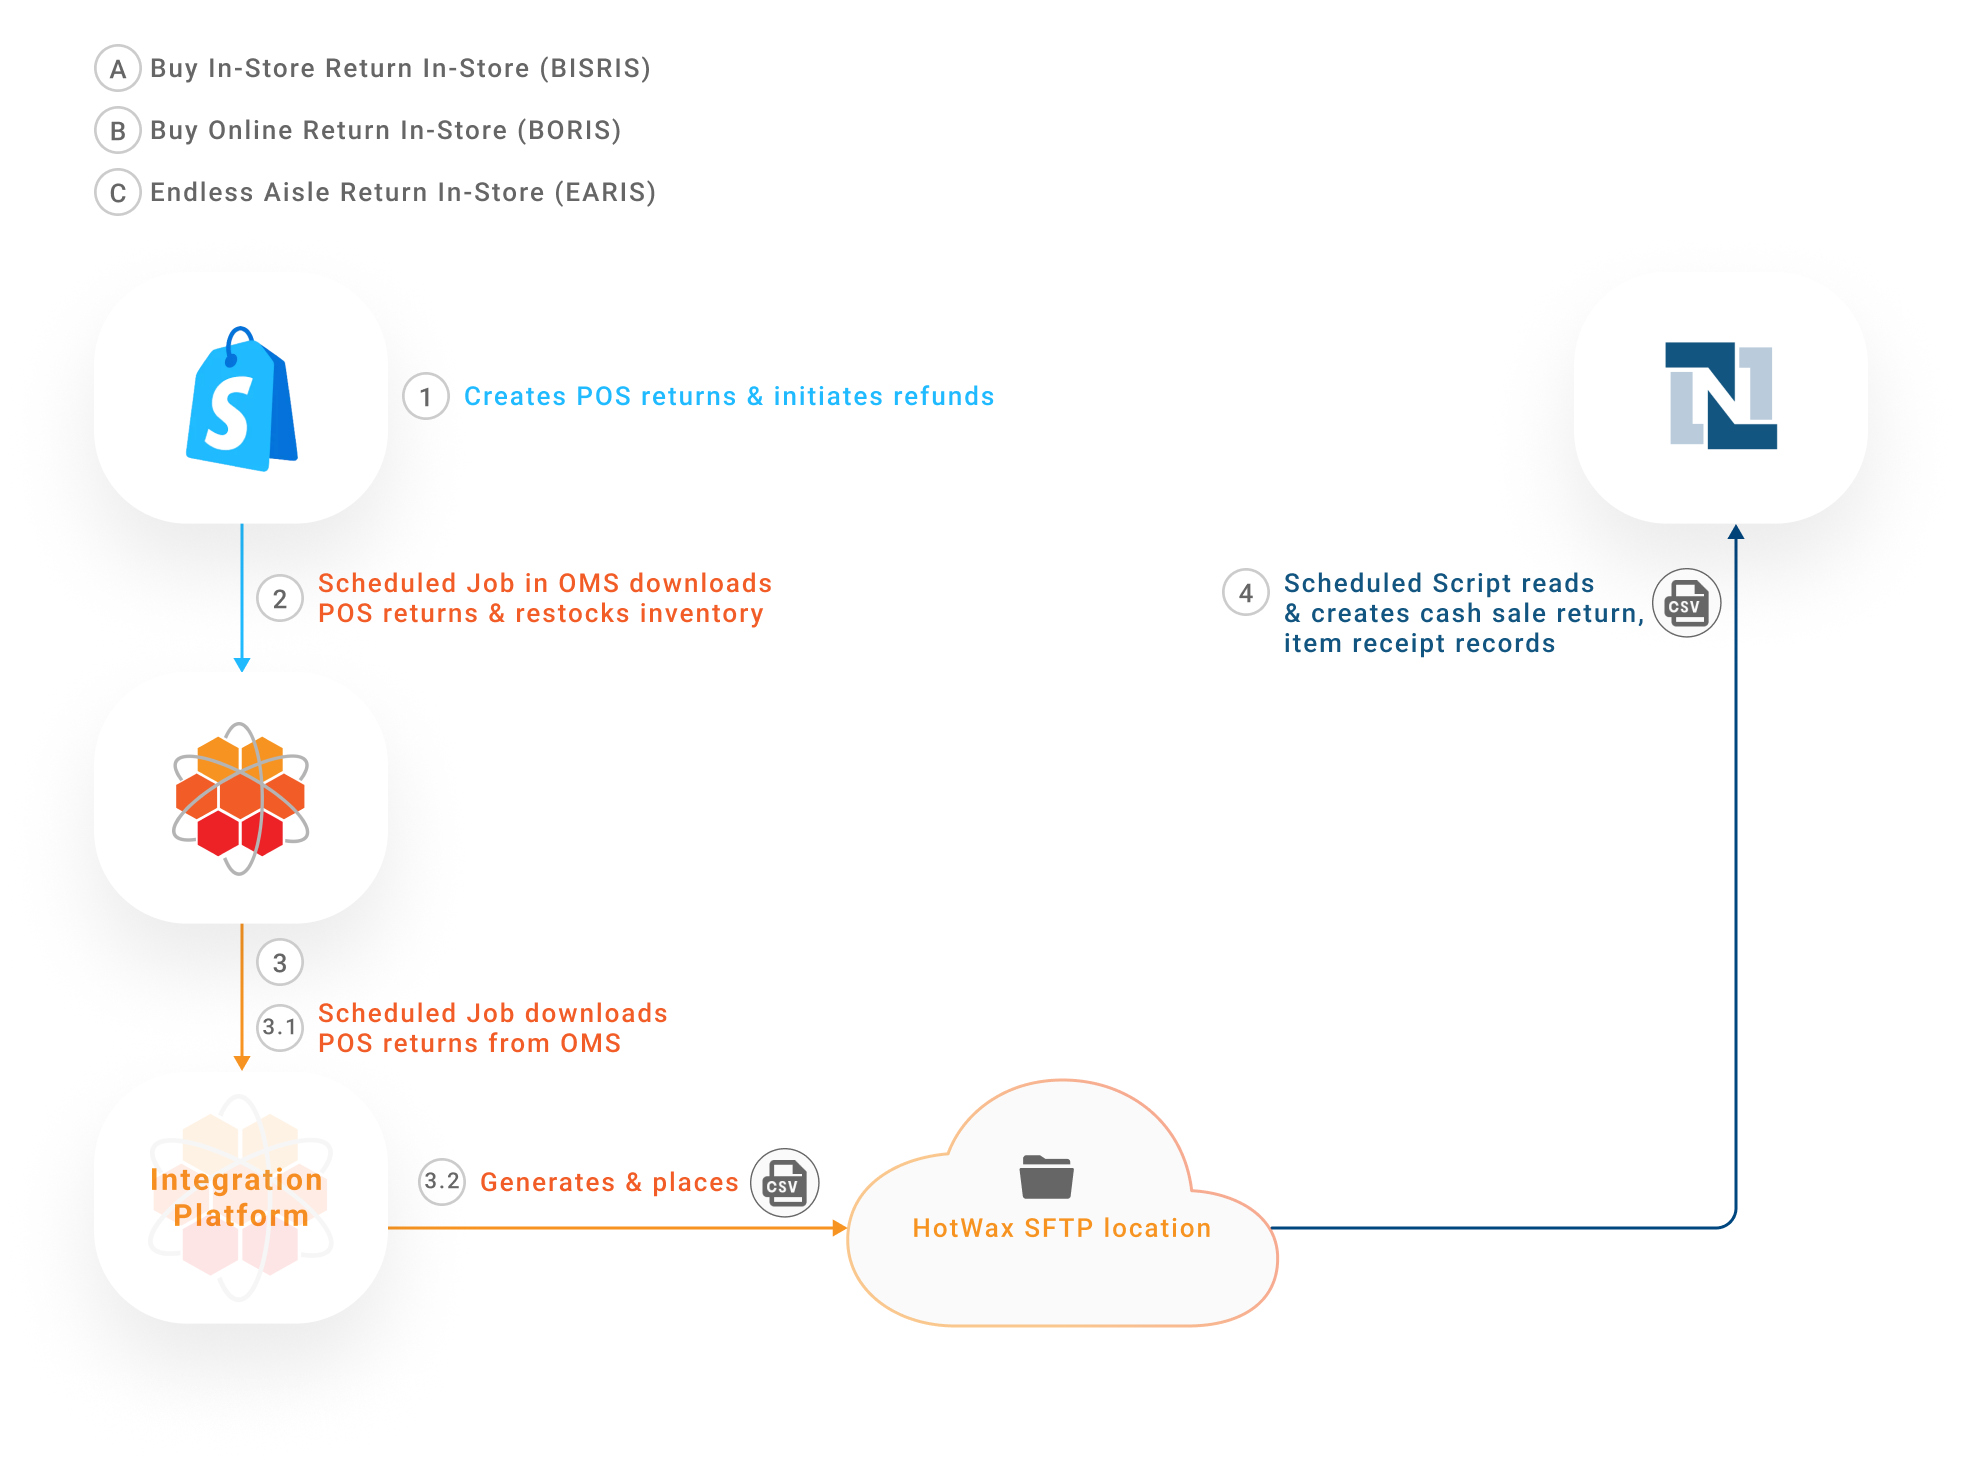 A Buy In-Store Return In-Store (BISRIS)
B Buy Online Return In-Store (BORIS)
C Endless Aisle Return In-Store (EARIS)
S
N
1 Creates POS returns & initiates refunds
2 Scheduled Job in OMS downloads
POS returns & restocks inventory
4 Scheduled Script reads
& creates cash sale return,
item receipt records
CSV
3
3.1 Scheduled Job downloads
POS returns from OMS
Integration
Platform
3.2 Generates & places
CSV
HotWax SFTP location